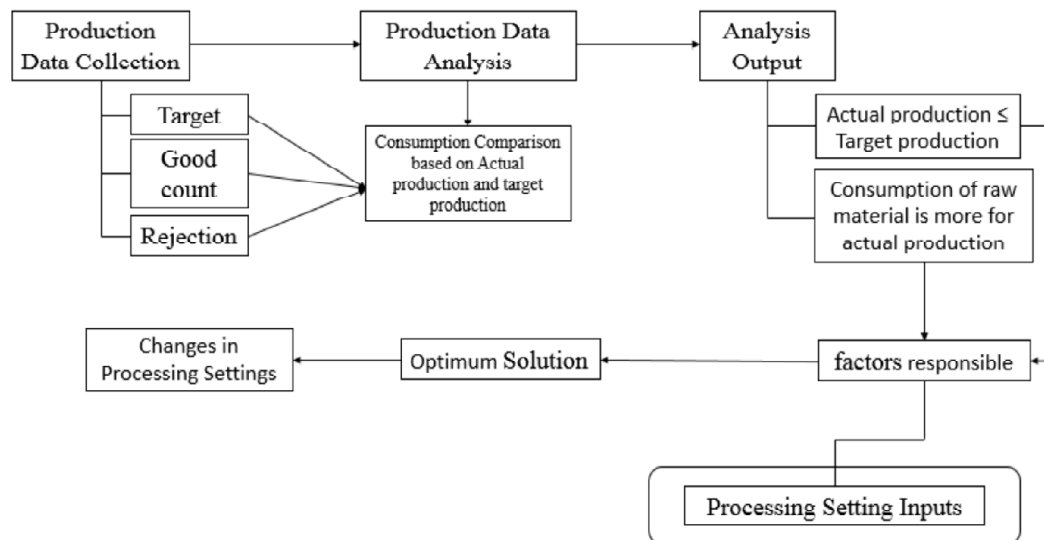 Production
Data Collection
Production Data
Analysis
Analysis
Output
Target
Good
count
Rejection
Consumption Comparison
based on Actual
production and target
production
Actual production ≤
Target production
Consumption of raw
material is more for
actual production
Changes in
Processing Settings
Optimum Solution
factors responsible
Processing Setting Inputs